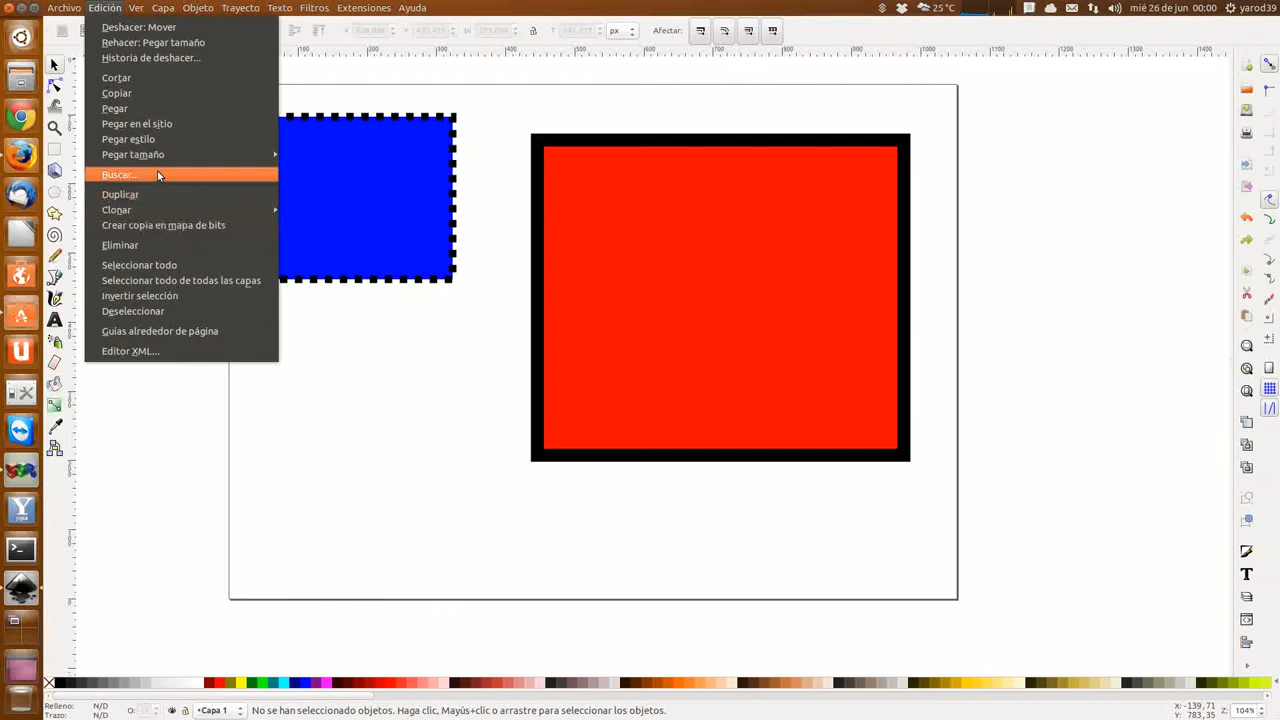 Archivo Edición Ver Capa Objeto Trayecto Texto Filtros Extensiones Ayuda
25°C
mié 26 de jun 00:00
yarod39
Deshacer: Mover
Rehacer: Pegar tamaño
Historia de deshacer...
Cortar
Copiar
Pegar
Pegar en el sitio
Pegar estilo
Pegar tamaño
Buscar...
Duplicar
Clonar
Crear copia en mapa de bits
Eliminar
Seleccionar todo
Seleccionar todo de todas las capas
Invertir selección
Deseleccionar
Guías alrededor de página
Editor XML...
px
Afectar:
Relleno: N/D
Trazo: N/D
O:
•Capa 1
No se han seleccionado objetos. Haga clic, Mayús+clic o arrastre para seleccionar los objetos.
X: -139,71
Y: 783,35
Z: 104%